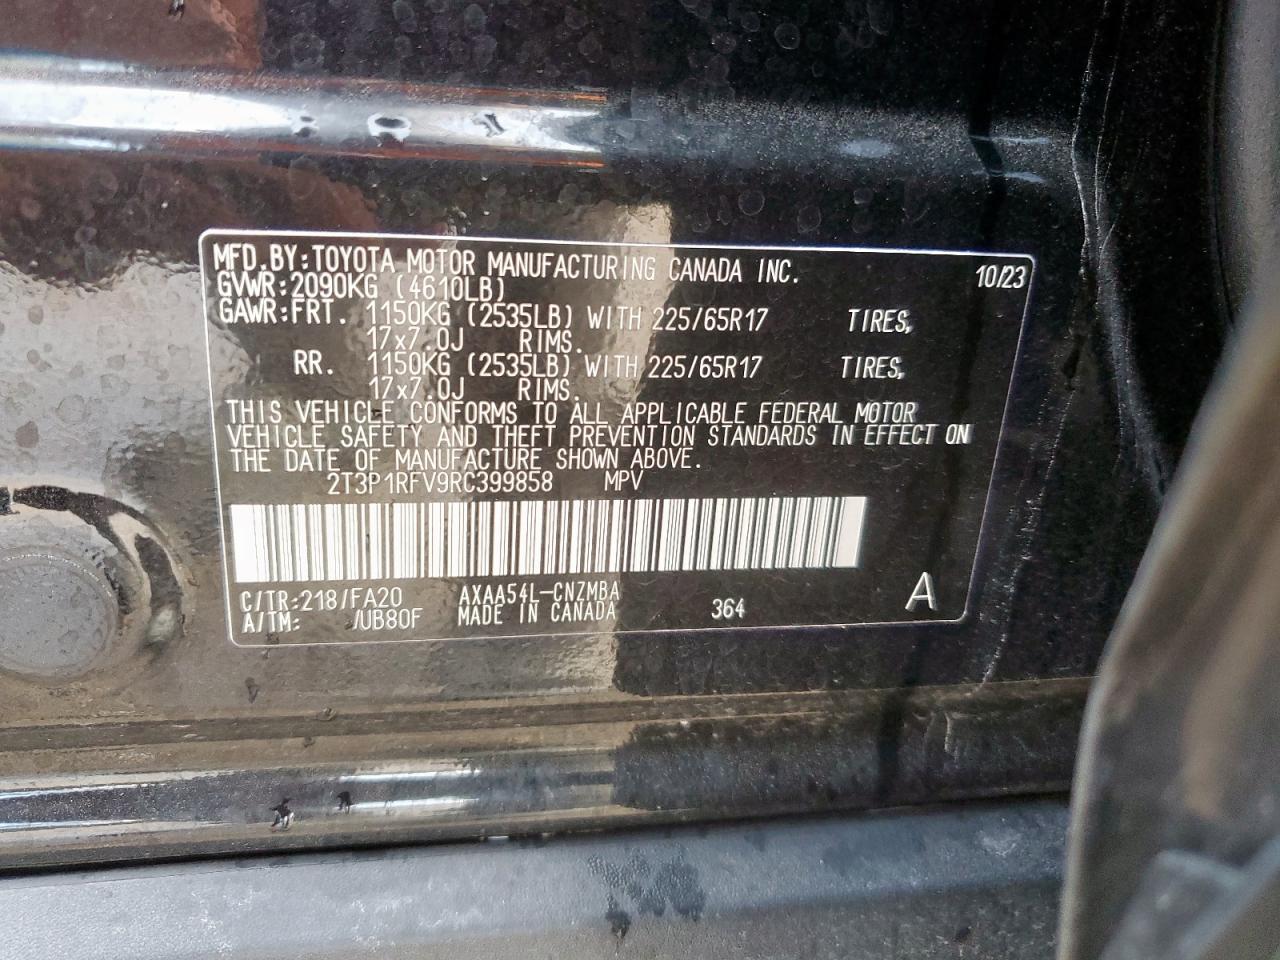 MFD.BY:TOYOTA MOTOR MANUFACTURING CANADA INC. 10/23
GVWR:2090KG (4610LB)
GAWR:FRT. 1150KG (2535LB) WITH 225/65R17 TIRES,
17x7.0J RIMS.
RR. 1150KG (2535LB) WITH 225/65R17 TIRES,
17x7.0J RIMS.
THIS VEHICLE CONFORMS TO ALL APPLICABLE FEDERAL MOTOR
VEHICLE SAFETY AND THEFT PREVENTION STANDARDS IN EFFECT ON
THE DATE OF MANUFACTURE SHOWN ABOVE.
2T3P1RFV9RC399858 MPV
C/TR:218/FA20 AXAA54L-CNZMBA
A/TM: /UB80F MADE IN CANADA 364 A